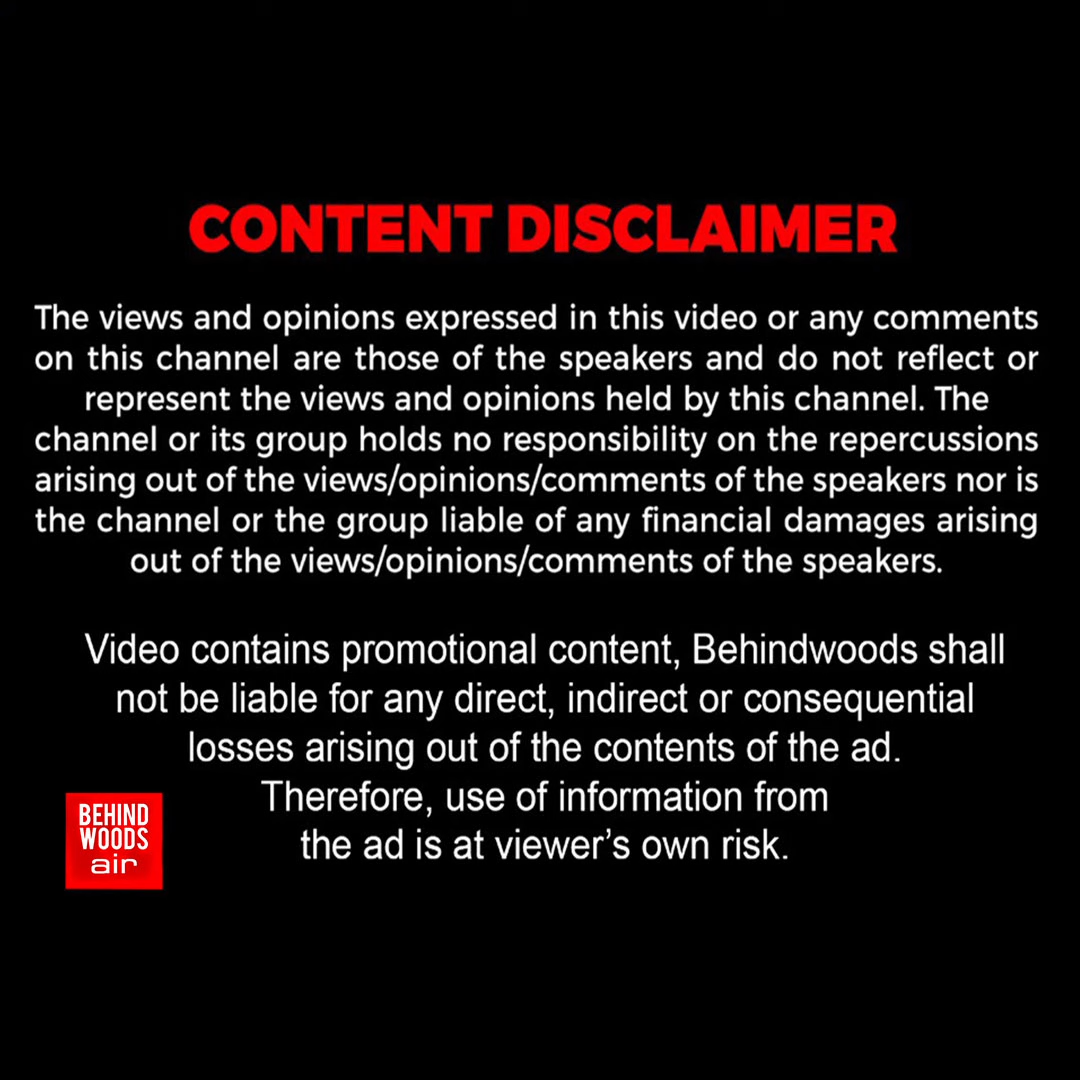 CONTENT DISCLAIMER
The views and opinions expressed in this video or any comments
on this channel are those of the speakers and do not reflect or
represent the views and opinions held by this channel. The
channel or its group holds no responsibility on the repercussions
arising out of the views/opinions/comments of the speakers nor is
the channel or the group liable of any financial damages arising
out of the views/opinions/comments of the speakers.
Video contains promotional content, Behindwoods shall
not be liable for any direct, indirect or consequential
losses arising out of the contents of the ad.
Therefore, use of information from
the ad is at viewer’s own risk.
BEHIND
WOODS
air